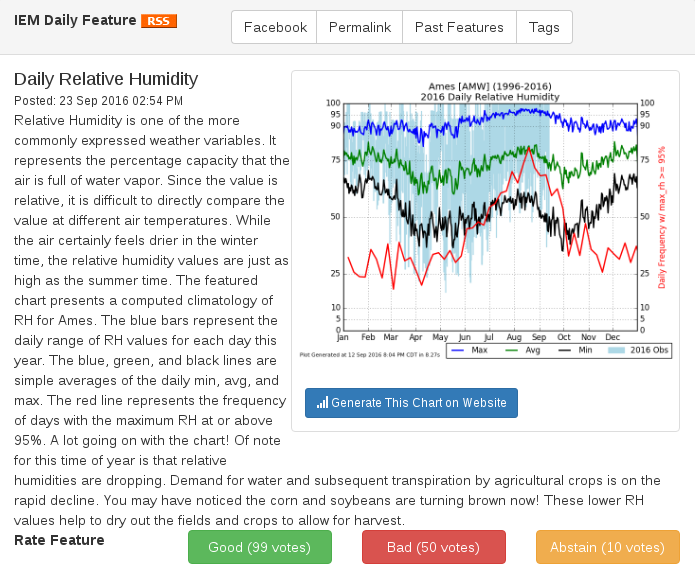 IEM Daily Feature RSS
Facebook
Permalink
Past Features
Tags
Daily Relative Humidity
Posted: 23 Sep 2016 02:54 PM
Relative Humidity is one of the more
commonly expressed weather variables. It
represents the percentage capacity that the
air is full of water vapor. Since the value is
relative, it is difficult to directly compare the
value at different air temperatures. While
the air certainly feels drier in the winter
time, the relative humidity values are just as
high as the summer time. The featured
chart presents a computed climatology of
RH for Ames. The blue bars represent the
daily range of RH values for each day this
year. The blue, green, and black lines are
simple averages of the daily min, avg, and
max. The red line represents the frequency
of days with the maximum RH at or above
95%. A lot going on with the chart! Of note
for this time of year is that relative
humidities are dropping. Demand for water and subsequent transpiration by agricultural crops is on the
rapid decline. You may have noticed the corn and soybeans are turning brown now! These lower RH
values help to dry out the fields and crops to allow for harvest.
Ames [AMW] (1996-2016)
2016 Daily Relative Humidity
100
95
90
75
50
25
10
5
0
100
95
90
75
50
25
10
5
0
Daily Frequency w/ max_rh >= 95%
Jan Feb Mar Apr May Jun Jul Aug Sep Oct Nov Dec
Plot Generated at 12 Sep 2016 8:04 PM CDT in 8.27s
Max Avg Min 2016 Obs
Generate This Chart on Website
Rate Feature
Good (99 votes)
Bad (50 votes)
Abstain (10 votes)